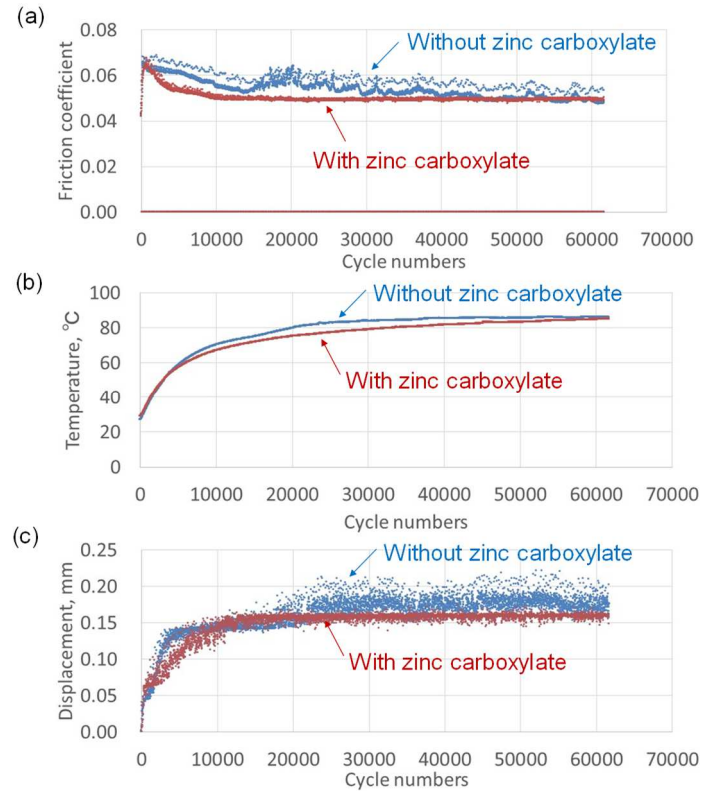 (a)
0.08
0.06
0.04
0.02
0.00
Friction coefficient
Without zinc carboxylate
With zinc carboxylate
0 10000 20000 30000 40000 50000 60000 70000
Cycle numbers
(b)
100
80
60
40
20
0
Temperature, °C
Without zinc carboxylate
With zinc carboxylate
0 10000 20000 30000 40000 50000 60000 70000
Cycle numbers
(c)
0.25
0.20
0.15
0.10
0.05
0.00
Displacement, mm
Without zinc carboxylate
With zinc carboxylate
0 10000 20000 30000 40000 50000 60000 70000
Cycle numbers